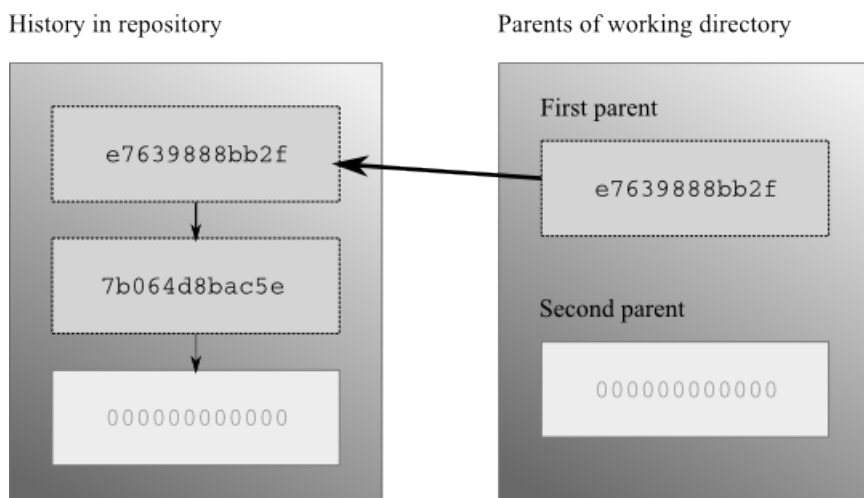 History in repository
e7639888bb2f
7b064d8bac5e
000000000000
Parents of working directory
First parent
e7639888bb2f
Second parent
000000000000